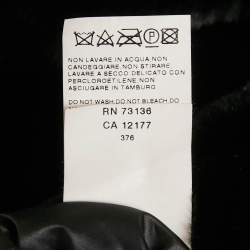 NON LAVARE IN ACQUA,NON
CANDEGGIARE,NON STIRARE
LAVARE A SECCO DELICATO CON
PERCLOROETILENE,NON
ASCIUGARE IN TAMBURO
DO NOT WASH,DO NOT BLEACH,DO
RN 73136
CA 12177
376